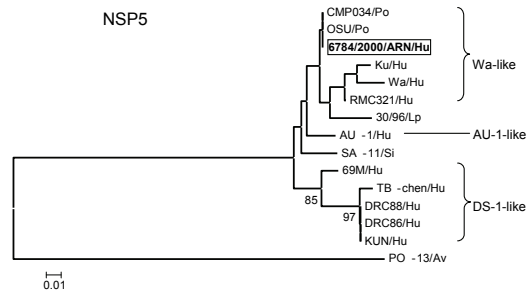 NSP5
CMP034/Po
OSU/Po
6784/2000/ARN/Hu
Ku/Hu
Wa/Hu
RMC321/Hu
Wa-like
30/96/Lp
AU -1/Hu
AU-1-like
SA -11/Si
69M/Hu
85
TB -chen/Hu
DRC88/Hu
97
DRC86/Hu
KUN/Hu
DS-1-like
PO -13/Av
0.01